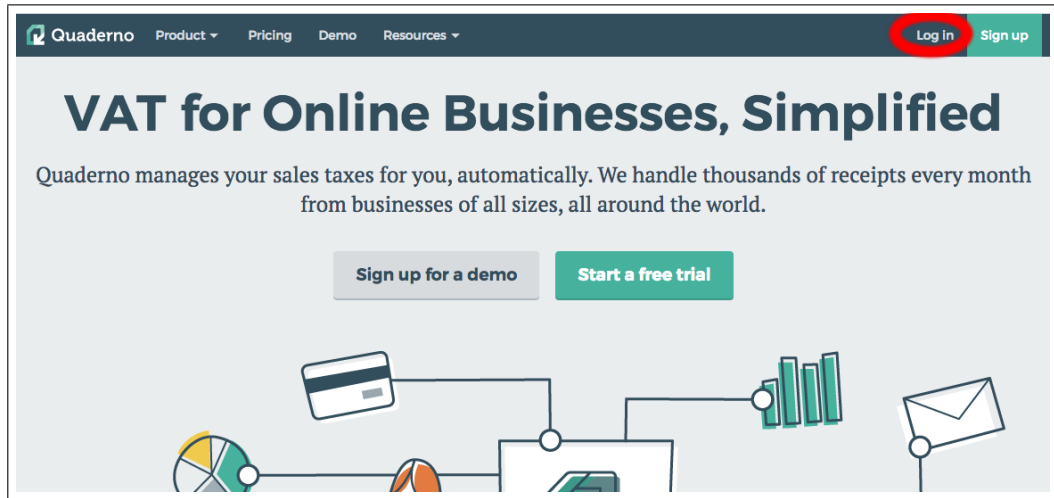 Quaderno Product Pricing Demo Resources Log in Sign up
VAT for Online Businesses, Simplified
Quaderno manages your sales taxes for you, automatically. We handle thousands of receipts every month
from businesses of all sizes, all around the world.
Sign up for a demo Start a free trial